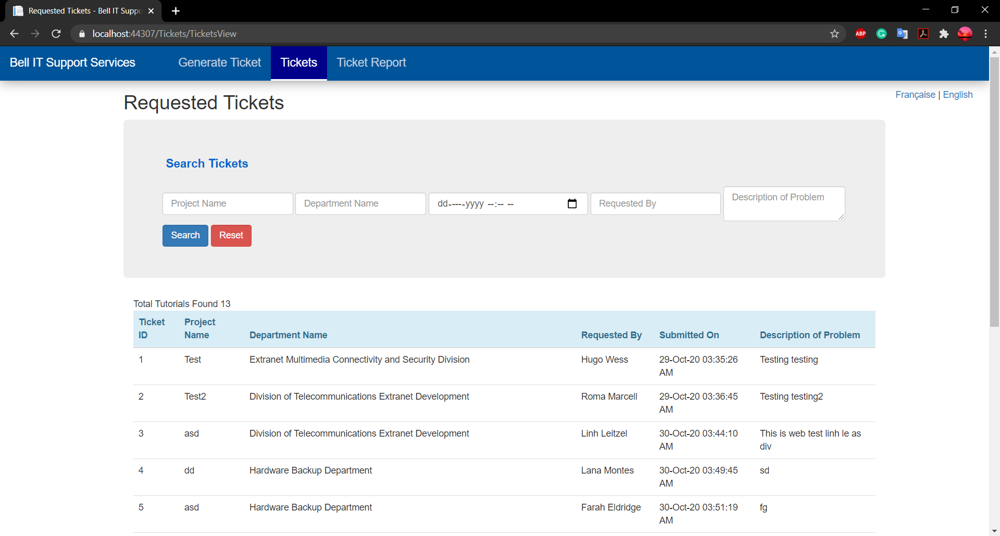 Requested Tickets - Bell IT Suppo
localhost:44307/Tickets/TicketsView
ABP
Bell IT Support Services Generate Ticket Tickets Ticket Report
Française | English
Requested Tickets
Search Tickets
Project Name Department Name dd-----yyyy --:-- -- Requested By Description of Problem
Search Reset
Total Tutorials Found 13
Ticket ID Project Name Department Name Requested By Submitted On Description of Problem
1 Test Extranet Multimedia Connectivity and Security Division Hugo Wess 29-Oct-20 03:35:26 AM Testing testing
2 Test2 Division of Telecommunications Extranet Development Roma Marcell 29-Oct-20 03:36:45 AM Testing testing2
3 asd Division of Telecommunications Extranet Development Linh Leitzel 30-Oct-20 03:44:10 AM This is web test linh le as div
4 dd Hardware Backup Department Lana Montes 30-Oct-20 03:49:45 AM sd
5 asd Hardware Backup Department Farah Eldridge 30-Oct-20 03:51:19 AM fg